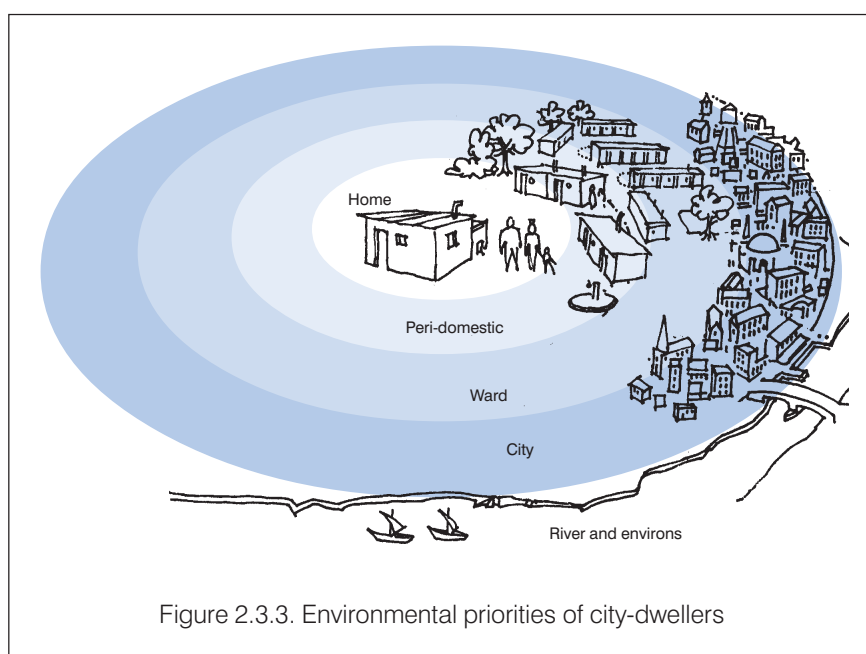 Home
Peri-domestic
Ward
City
River and environs
Figure 2.3.3. Environmental priorities of city-dwellers